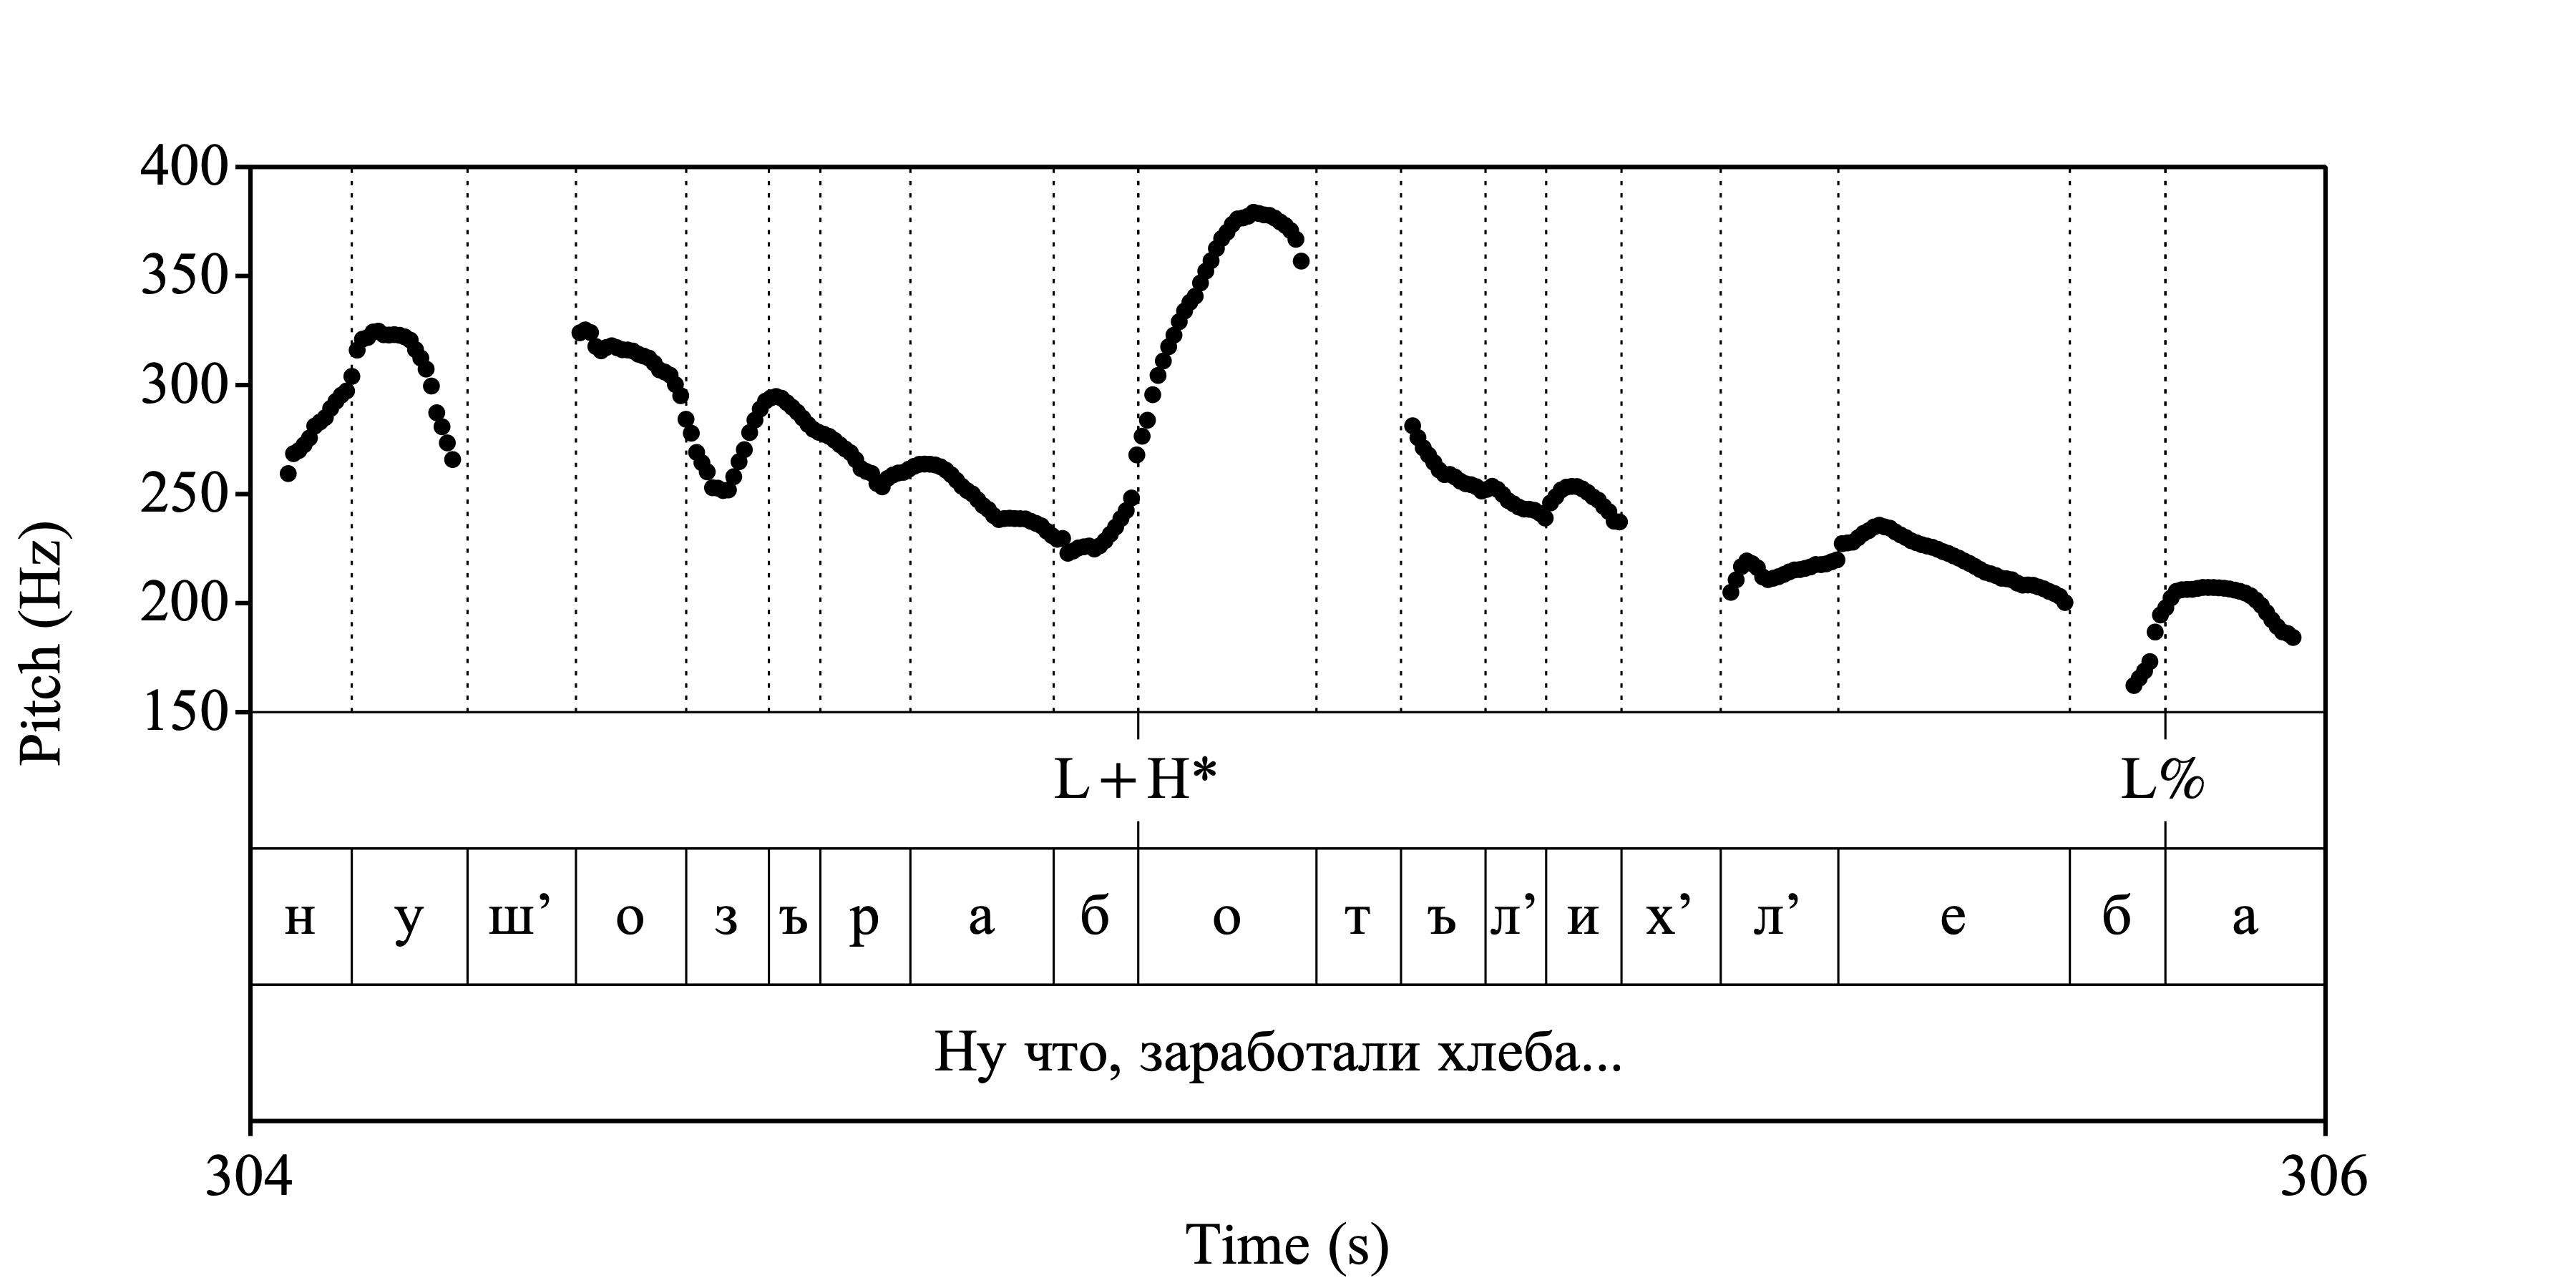 400
350
300
250
200
150
Pitch (Hz)
L+H* L%
н у ш’ о з ъ р а б о т ъ л’ и х’ л’ е б а
Ну что, заработали хлеба...
304 306
Time (s)